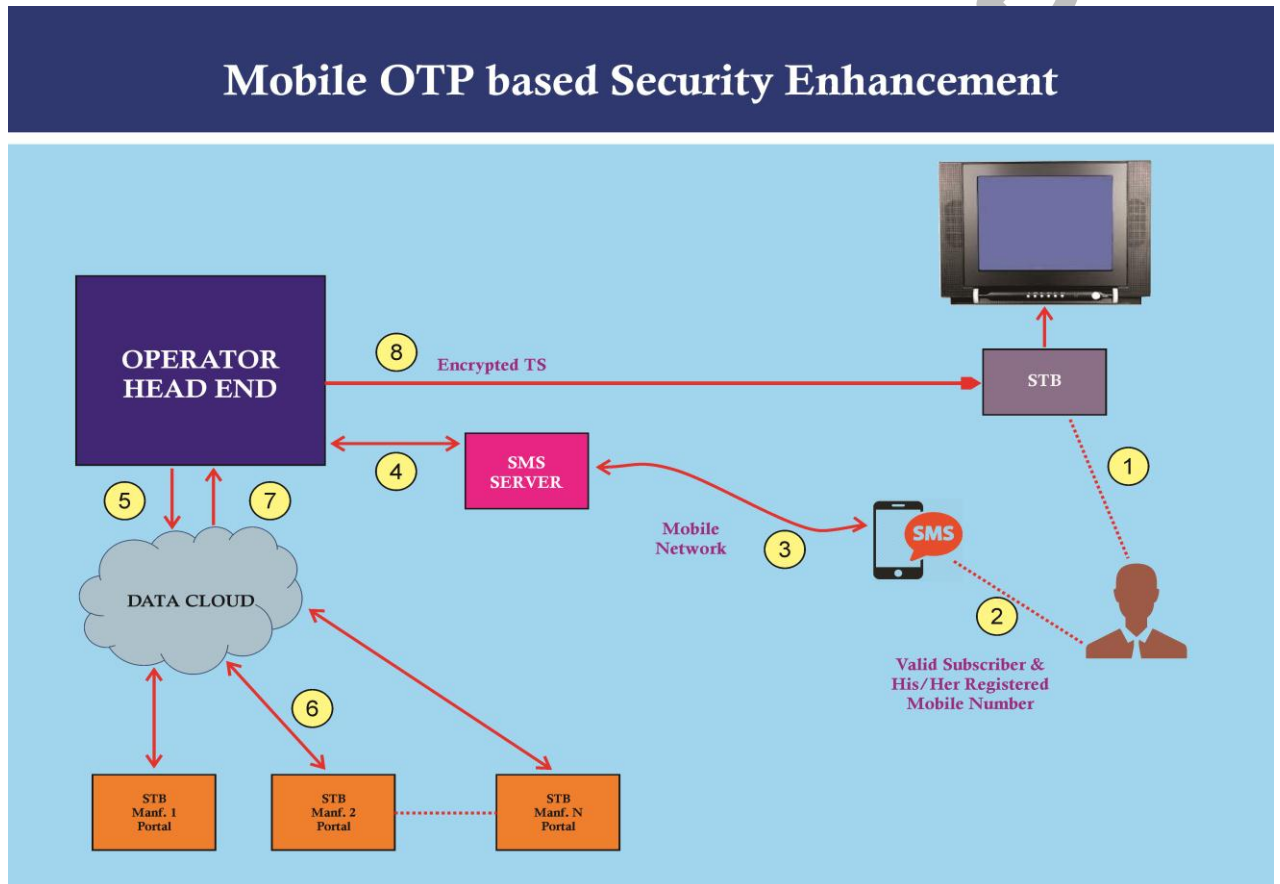 Mobile OTP based Security Enhancement
OPERATOR
HEAD END
8
Encrypted TS
STB
1
4
SMS
SERVER
5
7
Mobile
Network
3
SMS
DATA CLOUD
2
Valid Subscriber &
His/Her Registered
Mobile Number
6
STB
Manf. 1
Portal
STB
Manf. 2
Portal
STB
Manf. N
Portal